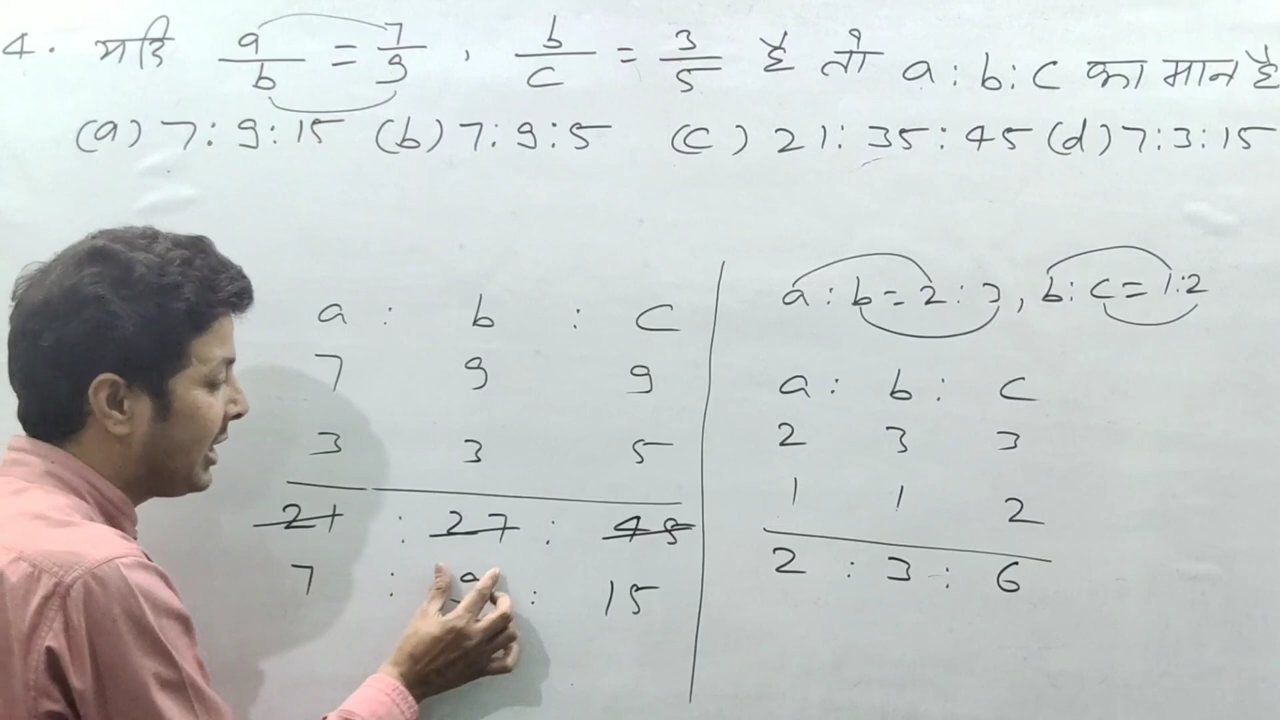 4. यदि a/b = 7/9 , b/c = 3/5 है तो a : b : c का मान है
(a) 7 : 9 : 15 (b) 7 : 9 : 5 (c) 21 : 35 : 45 (d) 7 : 3 : 15
a : b : c
7 9 9
3 3 5
21 : 27 : 45
7 : 9 : 15
a : b = 2 : 3 , b : c = 1 : 2
a : b : c
2 3 3
1 1 2
2 : 3 : 6